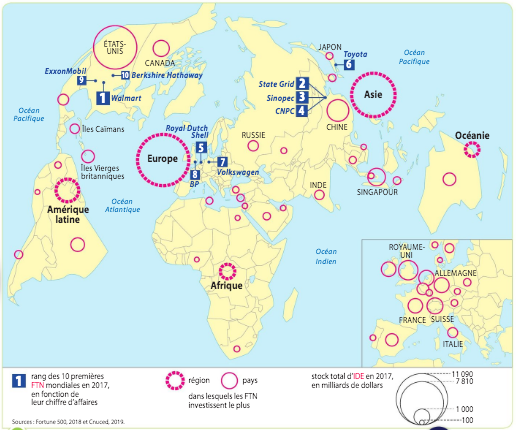 ÉTATS-
UNIS
CANADA
ExxonMobil
9
10 Berkshire Hathaway
1 Walmart
JAPON
Toyota
6
Océan
Pacifique
State Grid 2
Sinopec 3
CNPC 4
Asie
CHINE
Océan
Pacifique
Îles Caïmans
Îles Vierges
britanniques
Royal Dutch
Shell
5
Europe
8
BP
7
Volkswagen
RUSSIE
Océanie
INDE
SINGAPOUR
Amérique
latine
Océan
Atlantique
Océan
Indien
Afrique
ROYAUME-
UNI
ALLEMAGNE
FRANCE
SUISSE
ITALIE
1
rang des 10 premières
FTN mondiales en 2017,
en fonction de
leur chiffre d'affaires
région
pays
dans lesquels les FTN
investissent le plus
stock total d'IDE en 2017,
en milliards de dollars
11 090
7 810
1 000
100
Sources : Fortune 500, 2018 et Cnuced, 2019.